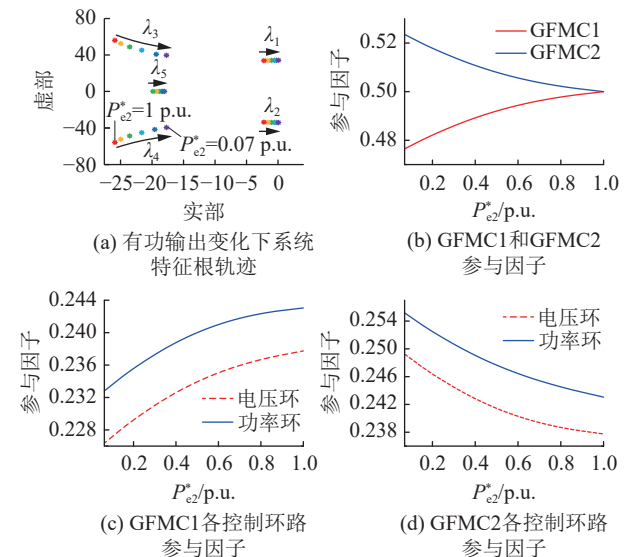 80
40
0
−40
−80
虚部
λ3
λ1
λ5
λ2
λ4
P*e2=1 p.u.
P*e2=0.07 p.u.
−25−20−15−10 −5 0
实部
(a) 有功输出变化下系统
特征根轨迹
0.52
0.50
0.48
参与因子
GFMC1
GFMC2
0.2 0.4 0.6 0.8 1.0
P*e2/p.u.
(b) GFMC1和GFMC2
参与因子
0.244
0.236
0.228
参与因子
电压环
功率环
0.2 0.4 0.6 0.8 1.0
P*e2/p.u.
(c) GFMC1各控制环路
参与因子
0.254
0.246
0.242
0.238
参与因子
电压环
功率环
0.2 0.4 0.6 0.8 1.0
P*e2/p.u.
(d) GFMC2各控制环路
参与因子